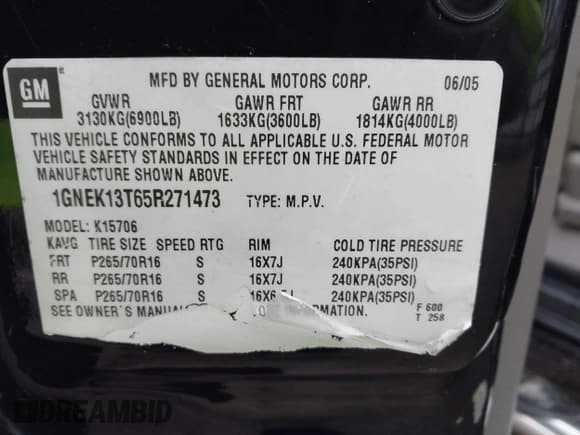 GM
MFD BY GENERAL MOTORS CORP. 06/05
GVWR GAWR FRT GAWR RR
3130KG(6900LB) 1633KG(3600LB) 1814KG(4000LB)
THIS VEHICLE CONFORMS TO ALL APPLICABLE U.S. FEDERAL MOTOR
VEHICLE SAFETY STANDARDS IN EFFECT ON THE DATE OF
MANUFACTURE SHOWN ABOVE.
1GNEK13T65R271473 TYPE: M.P.V.
MODEL: K15706
KAVG TIRE SIZE SPEED RTG RIM COLD TIRE PRESSURE
FRT P265/70R16 S 16X7J 240KPA(35PSI)
RR P265/70R16 S 16X7J 240KPA(35PSI)
SPA P265/70R16 S 240KPA(35PSI)
SEE OWNER'S MANUAL INFORMATION.
F 600
T 258
DREAMBID